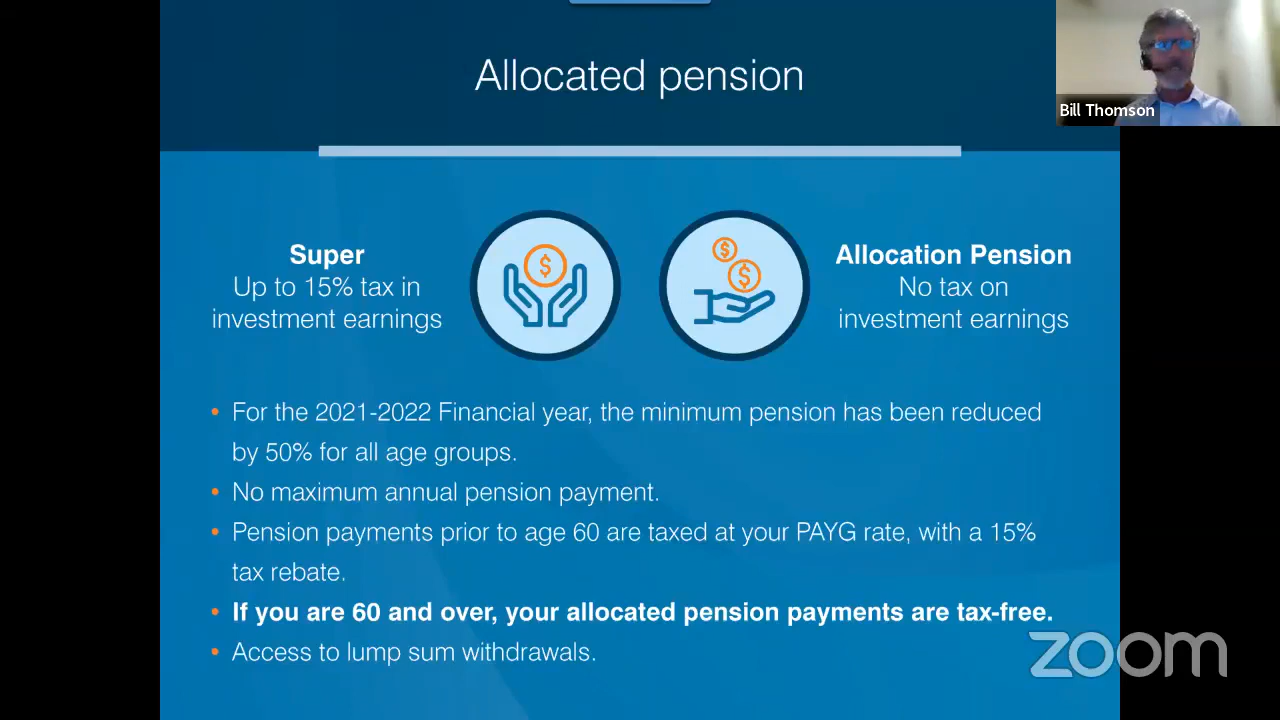 Allocated pension
Bill Thomson
Super
Up to 15% tax in
investment earnings
$
$
$
Allocation Pension
No tax on
investment earnings
• For the 2021-2022 Financial year, the minimum pension has been reduced
by 50% for all age groups.
• No maximum annual pension payment.
• Pension payments prior to age 60 are taxed at your PAYG rate, with a 15%
tax rebate.
• If you are 60 and over, your allocated pension payments are tax-free.
• Access to lump sum withdrawals.
zoom